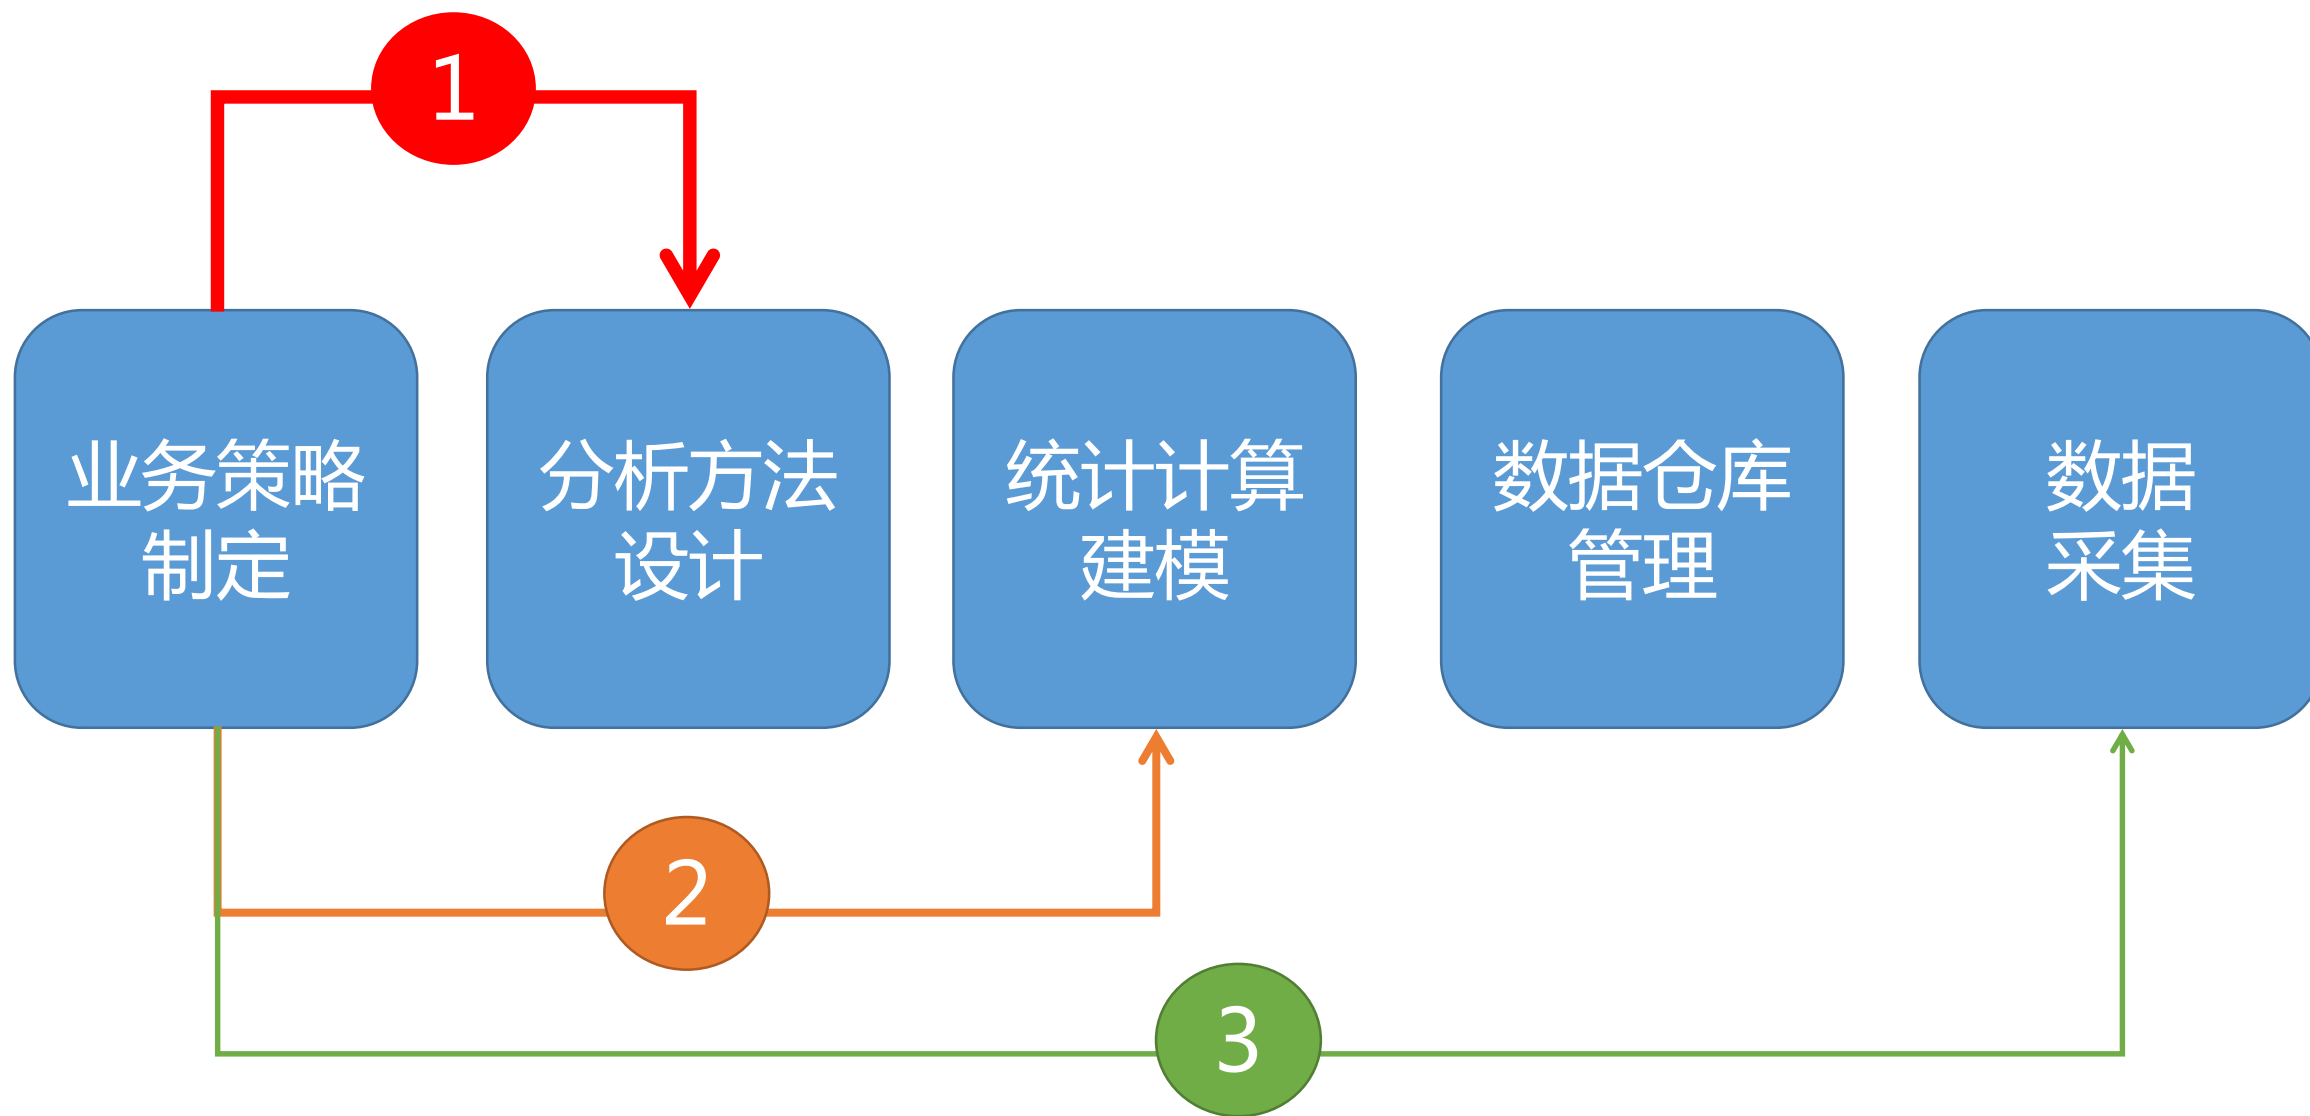 1
业务策略
制定
分析方法
设计
统计计算
建模
数据仓库
管理
数据
采集
2
3